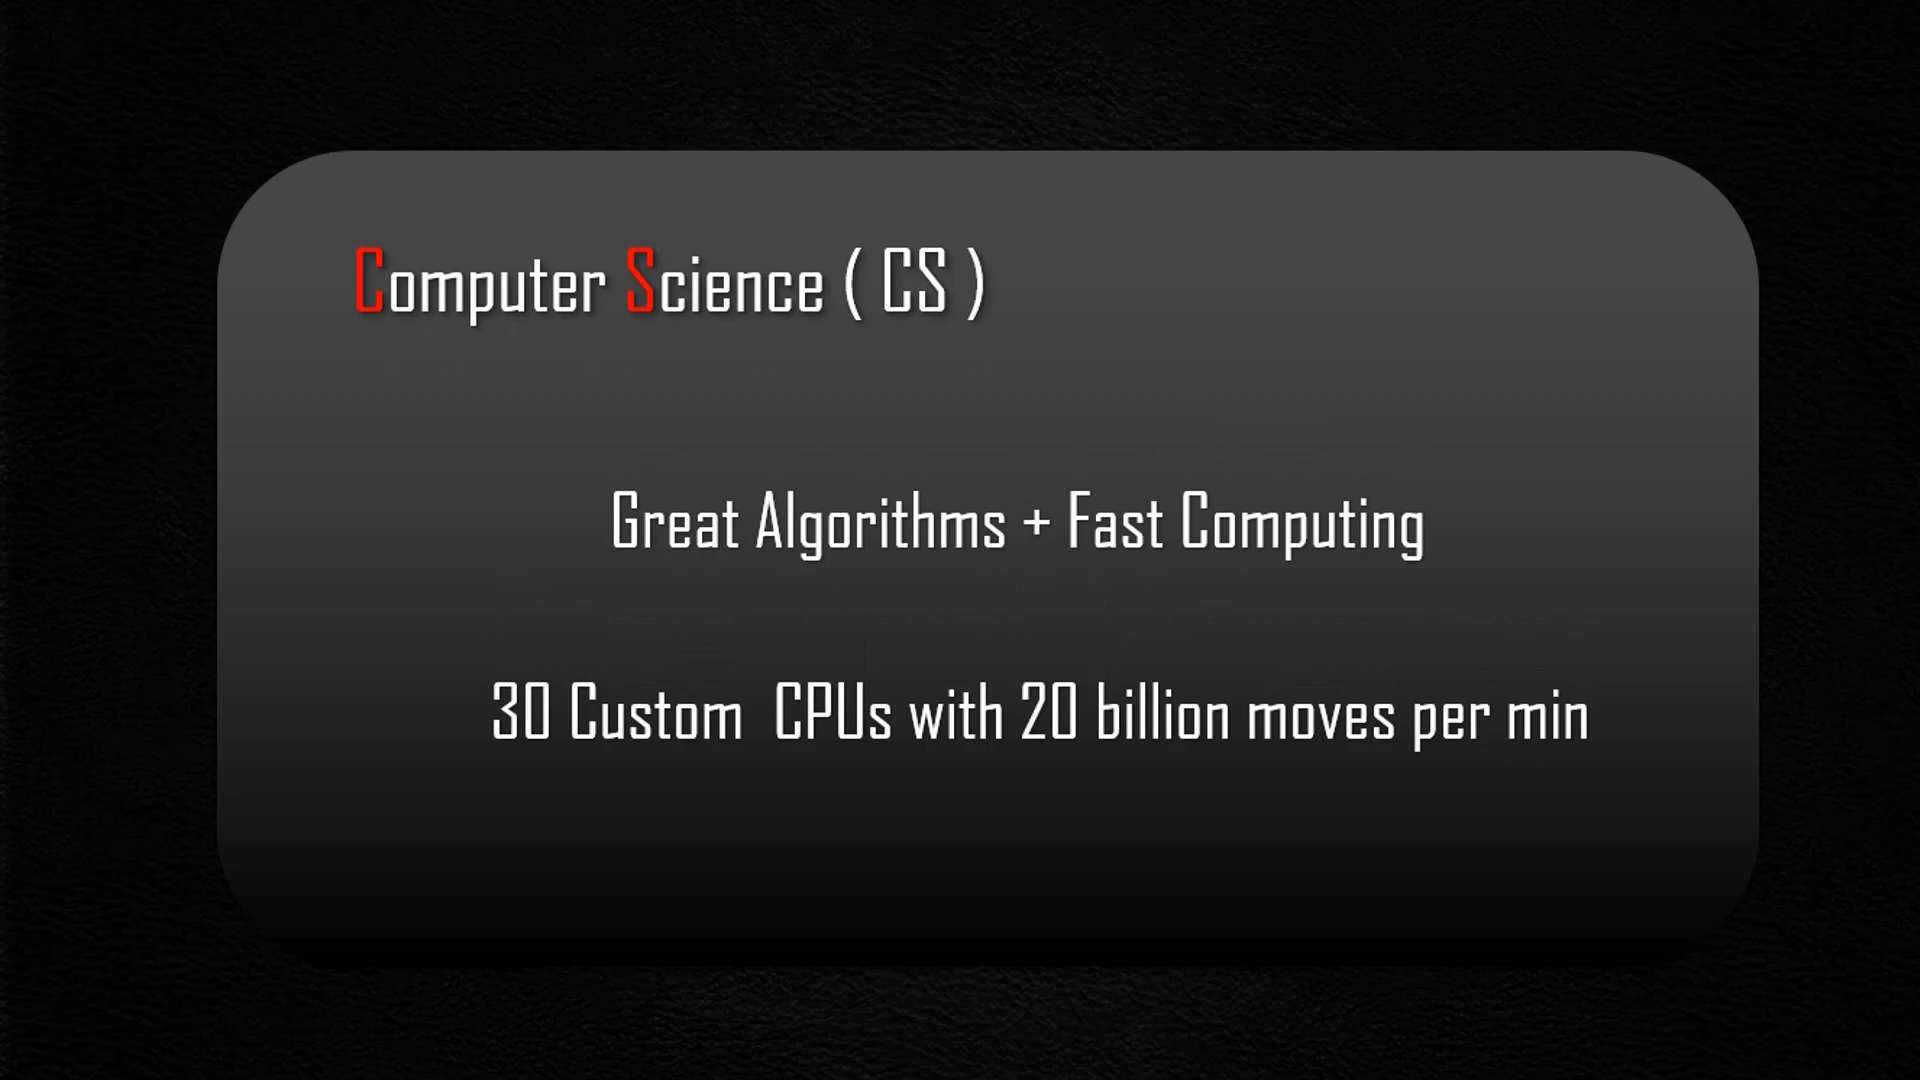 Computer Science ( CS )
Great Algorithms + Fast Computing
30 Custom CPUs with 20 billion moves per min